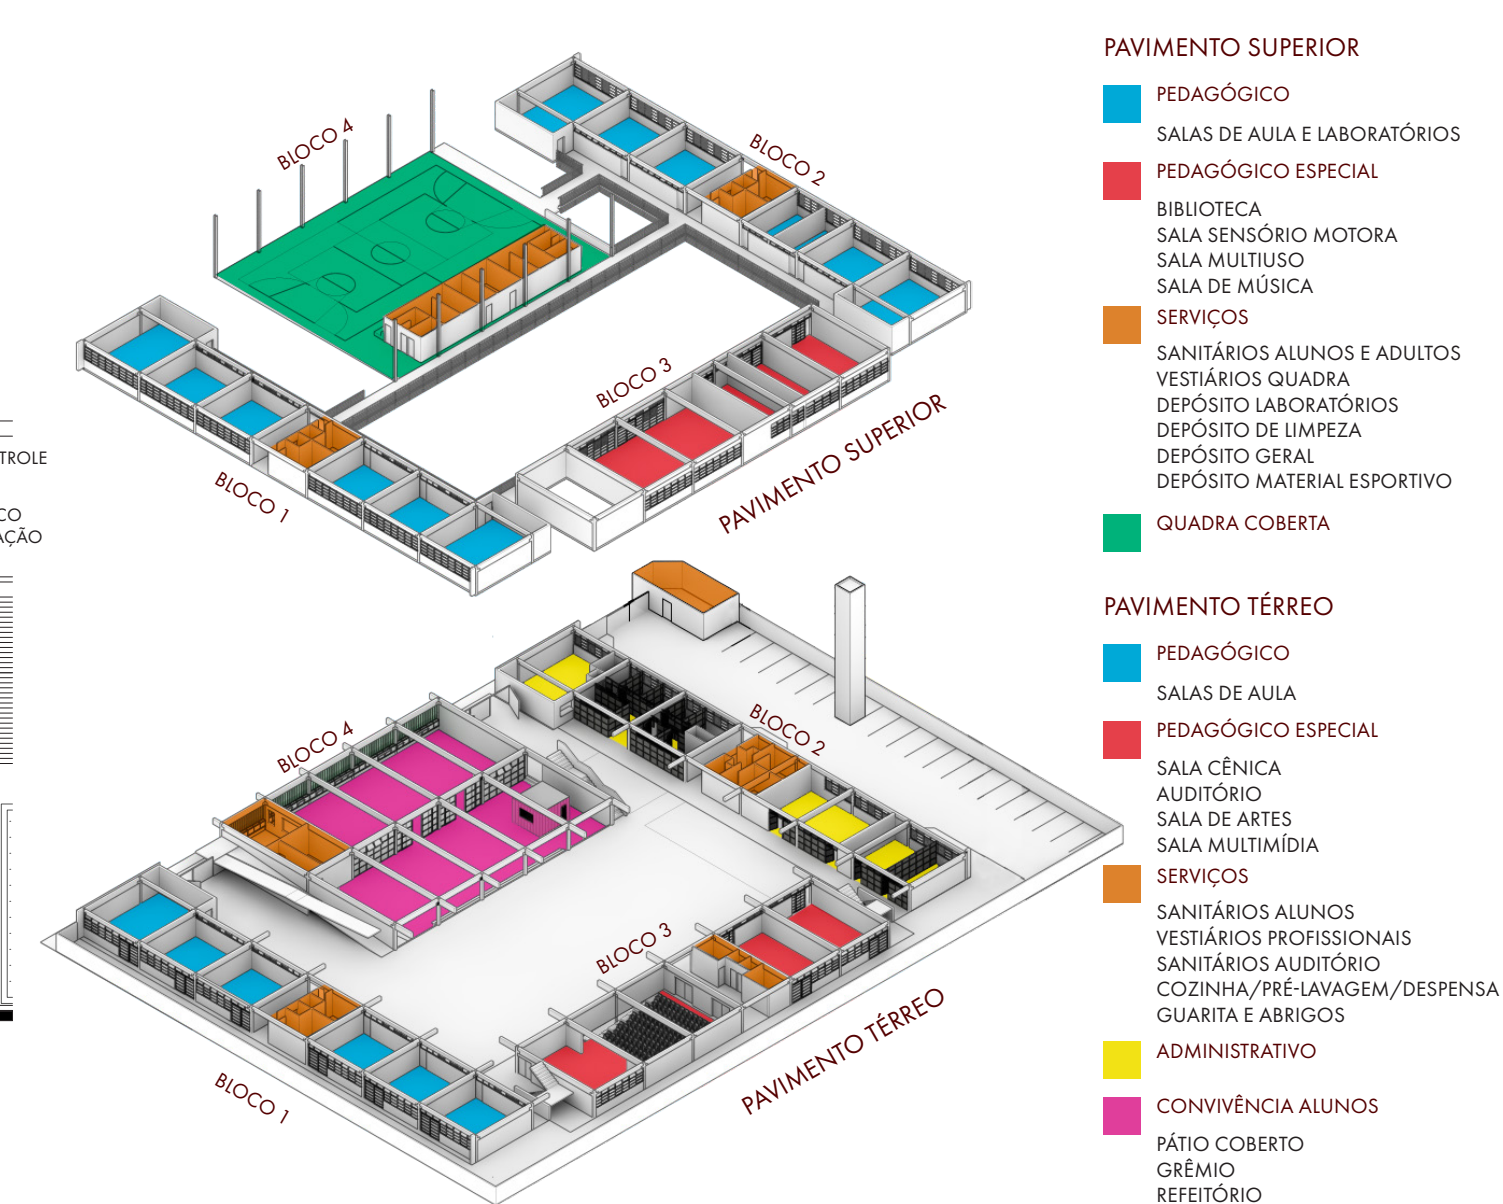 PAVIMENTO SUPERIOR
PEDAGÓGICO
SALAS DE AULA E LABORATÓRIOS
PEDAGÓGICO ESPECIAL
BIBLIOTECA
SALA SENSÓRIO MOTORA
SALA MULTIUSO
SALA DE MÚSICA
SERVIÇOS
SANITÁRIOS ALUNOS E ADULTOS
VESTIÁRIOS QUADRA
DEPÓSITO LABORATÓRIOS
DEPÓSITO DE LIMPEZA
DEPÓSITO GERAL
DEPÓSITO MATERIAL ESPORTIVO
QUADRA COBERTA
PAVIMENTO TÉRREO
PEDAGÓGICO
SALAS DE AULA
PEDAGÓGICO ESPECIAL
SALA CÊNICA
AUDITÓRIO
SALA DE ARTES
SALA MULTIMÍDIA
SERVIÇOS
SANITÁRIOS ALUNOS
VESTIÁRIOS PROFISSIONAIS
SANITÁRIOS AUDITÓRIO
COZINHA/PRÉ-LAVAGEM/DESPENSA
GUARITA E ABRIGOS
ADMINISTRATIVO
CONVIVÊNCIA ALUNOS
PÁTIO COBERTO
GRÊMIO
REFEITÓRIO
BLOCO 4
BLOCO 2
BLOCO 3
BLOCO 1
PAVIMENTO SUPERIOR
BLOCO 4
BLOCO 2
BLOCO 3
BLOCO 1
PAVIMENTO TÉRREO
TROLE
CO
AÇÃO